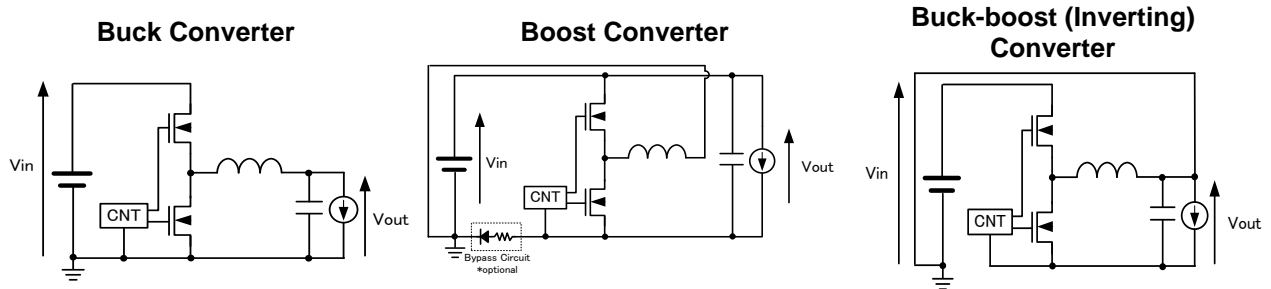 Buck Converter
Boost Converter
Buck-boost (Inverting)
Converter
Vin
CNT
Vout
Vin
CNT
Vout
Bypass Circuit
*optional
Vin
CNT
Vout